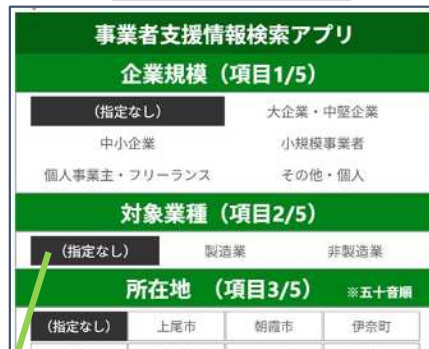 事業者支援情報検索アプリ
企業規模（項目1/5）
（指定なし） 大企業・中堅企業
中小企業 小規模事業者
個人事業主・フリーランス その他・個人
対象業種（項目2/5）
（指定なし） 製造業 非製造業
所在地 （項目3/5） ※五十音順
（指定なし） 上尾市 朝霞市 伊奈町